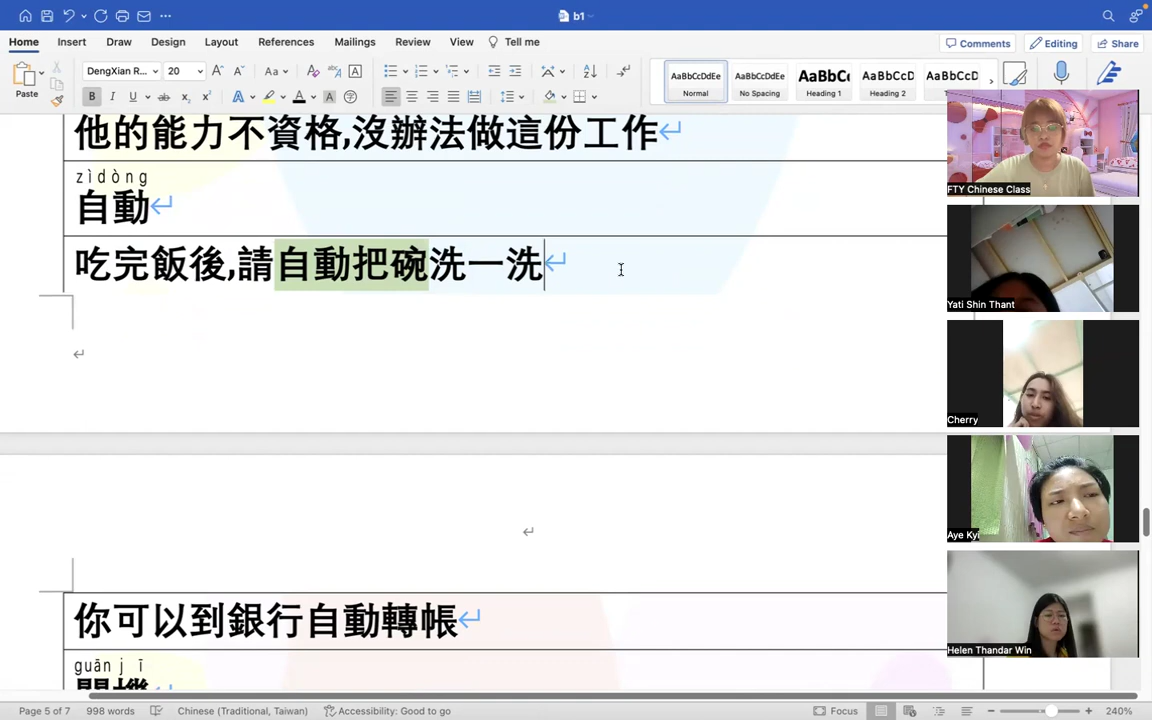 b1
Home Insert Draw Design Layout References Mailings Review View Tell me
Comments Editing Share
Paste
DengXian R... 20
AaBbCcDdEe AaBbCcDdEe AaBbCc AaBbCcD AaBbCcD
Normal No Spacing Heading 1 Heading 2
他的能力不資格,沒辦法做這份工作
zìdòng
自動
吃完飯後,請自動把碗洗一洗
你可以到銀行自動轉帳
guānjī
關機
FTY Chinese Class
Yati Shin Thant
Cherry
Aye Kyi
Helen Thandar Win
Page 5 of 7 998 words Chinese (Traditional, Taiwan) Accessibility: Good to go Focus 240%